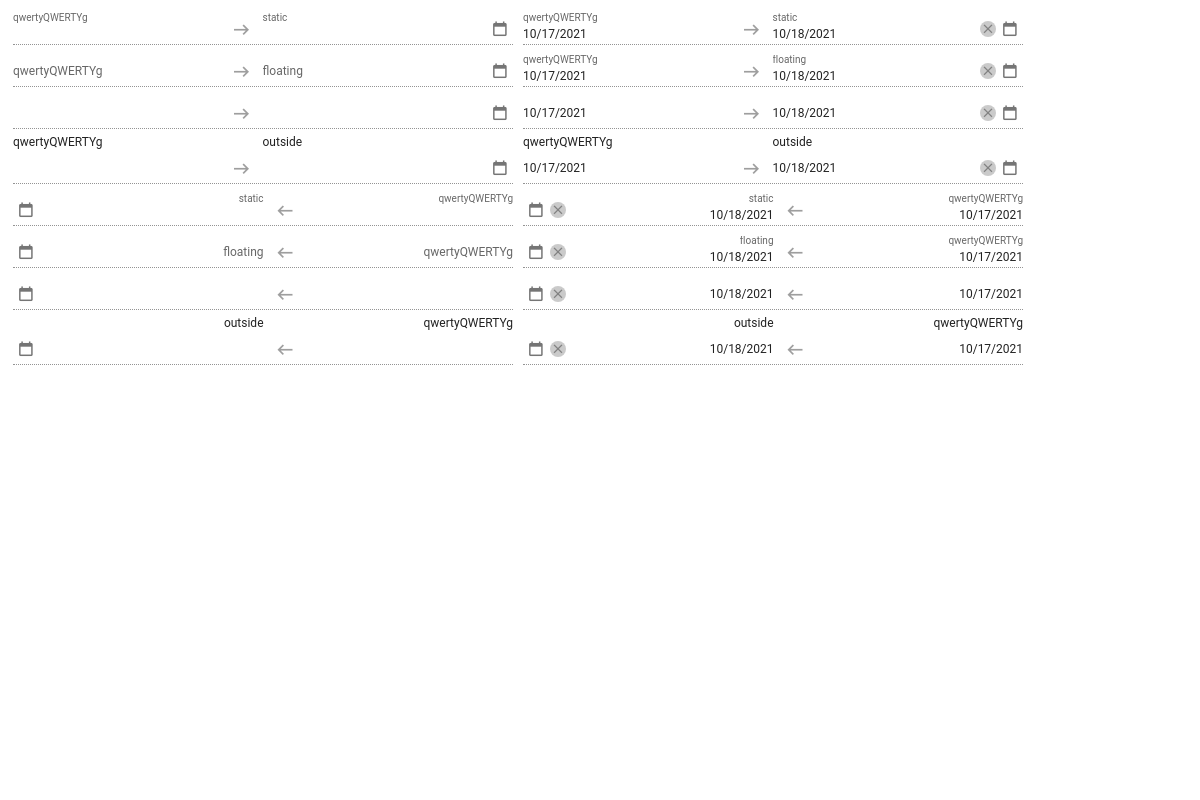 qwertyQWERTYg static qwertyQWERTYg static
10/17/2021 10/18/2021
qwertyQWERTYg floating qwertyQWERTYg floating
10/17/2021 10/18/2021
10/17/2021 10/18/2021
qwertyQWERTYg outside qwertyQWERTYg outside
10/17/2021 10/18/2021
static qwertyQWERTYg static qwertyQWERTYg
10/18/2021 10/17/2021
floating qwertyQWERTYg floating qwertyQWERTYg
10/18/2021 10/17/2021
10/18/2021 10/17/2021
outside qwertyQWERTYg outside qwertyQWERTYg
10/18/2021 10/17/2021